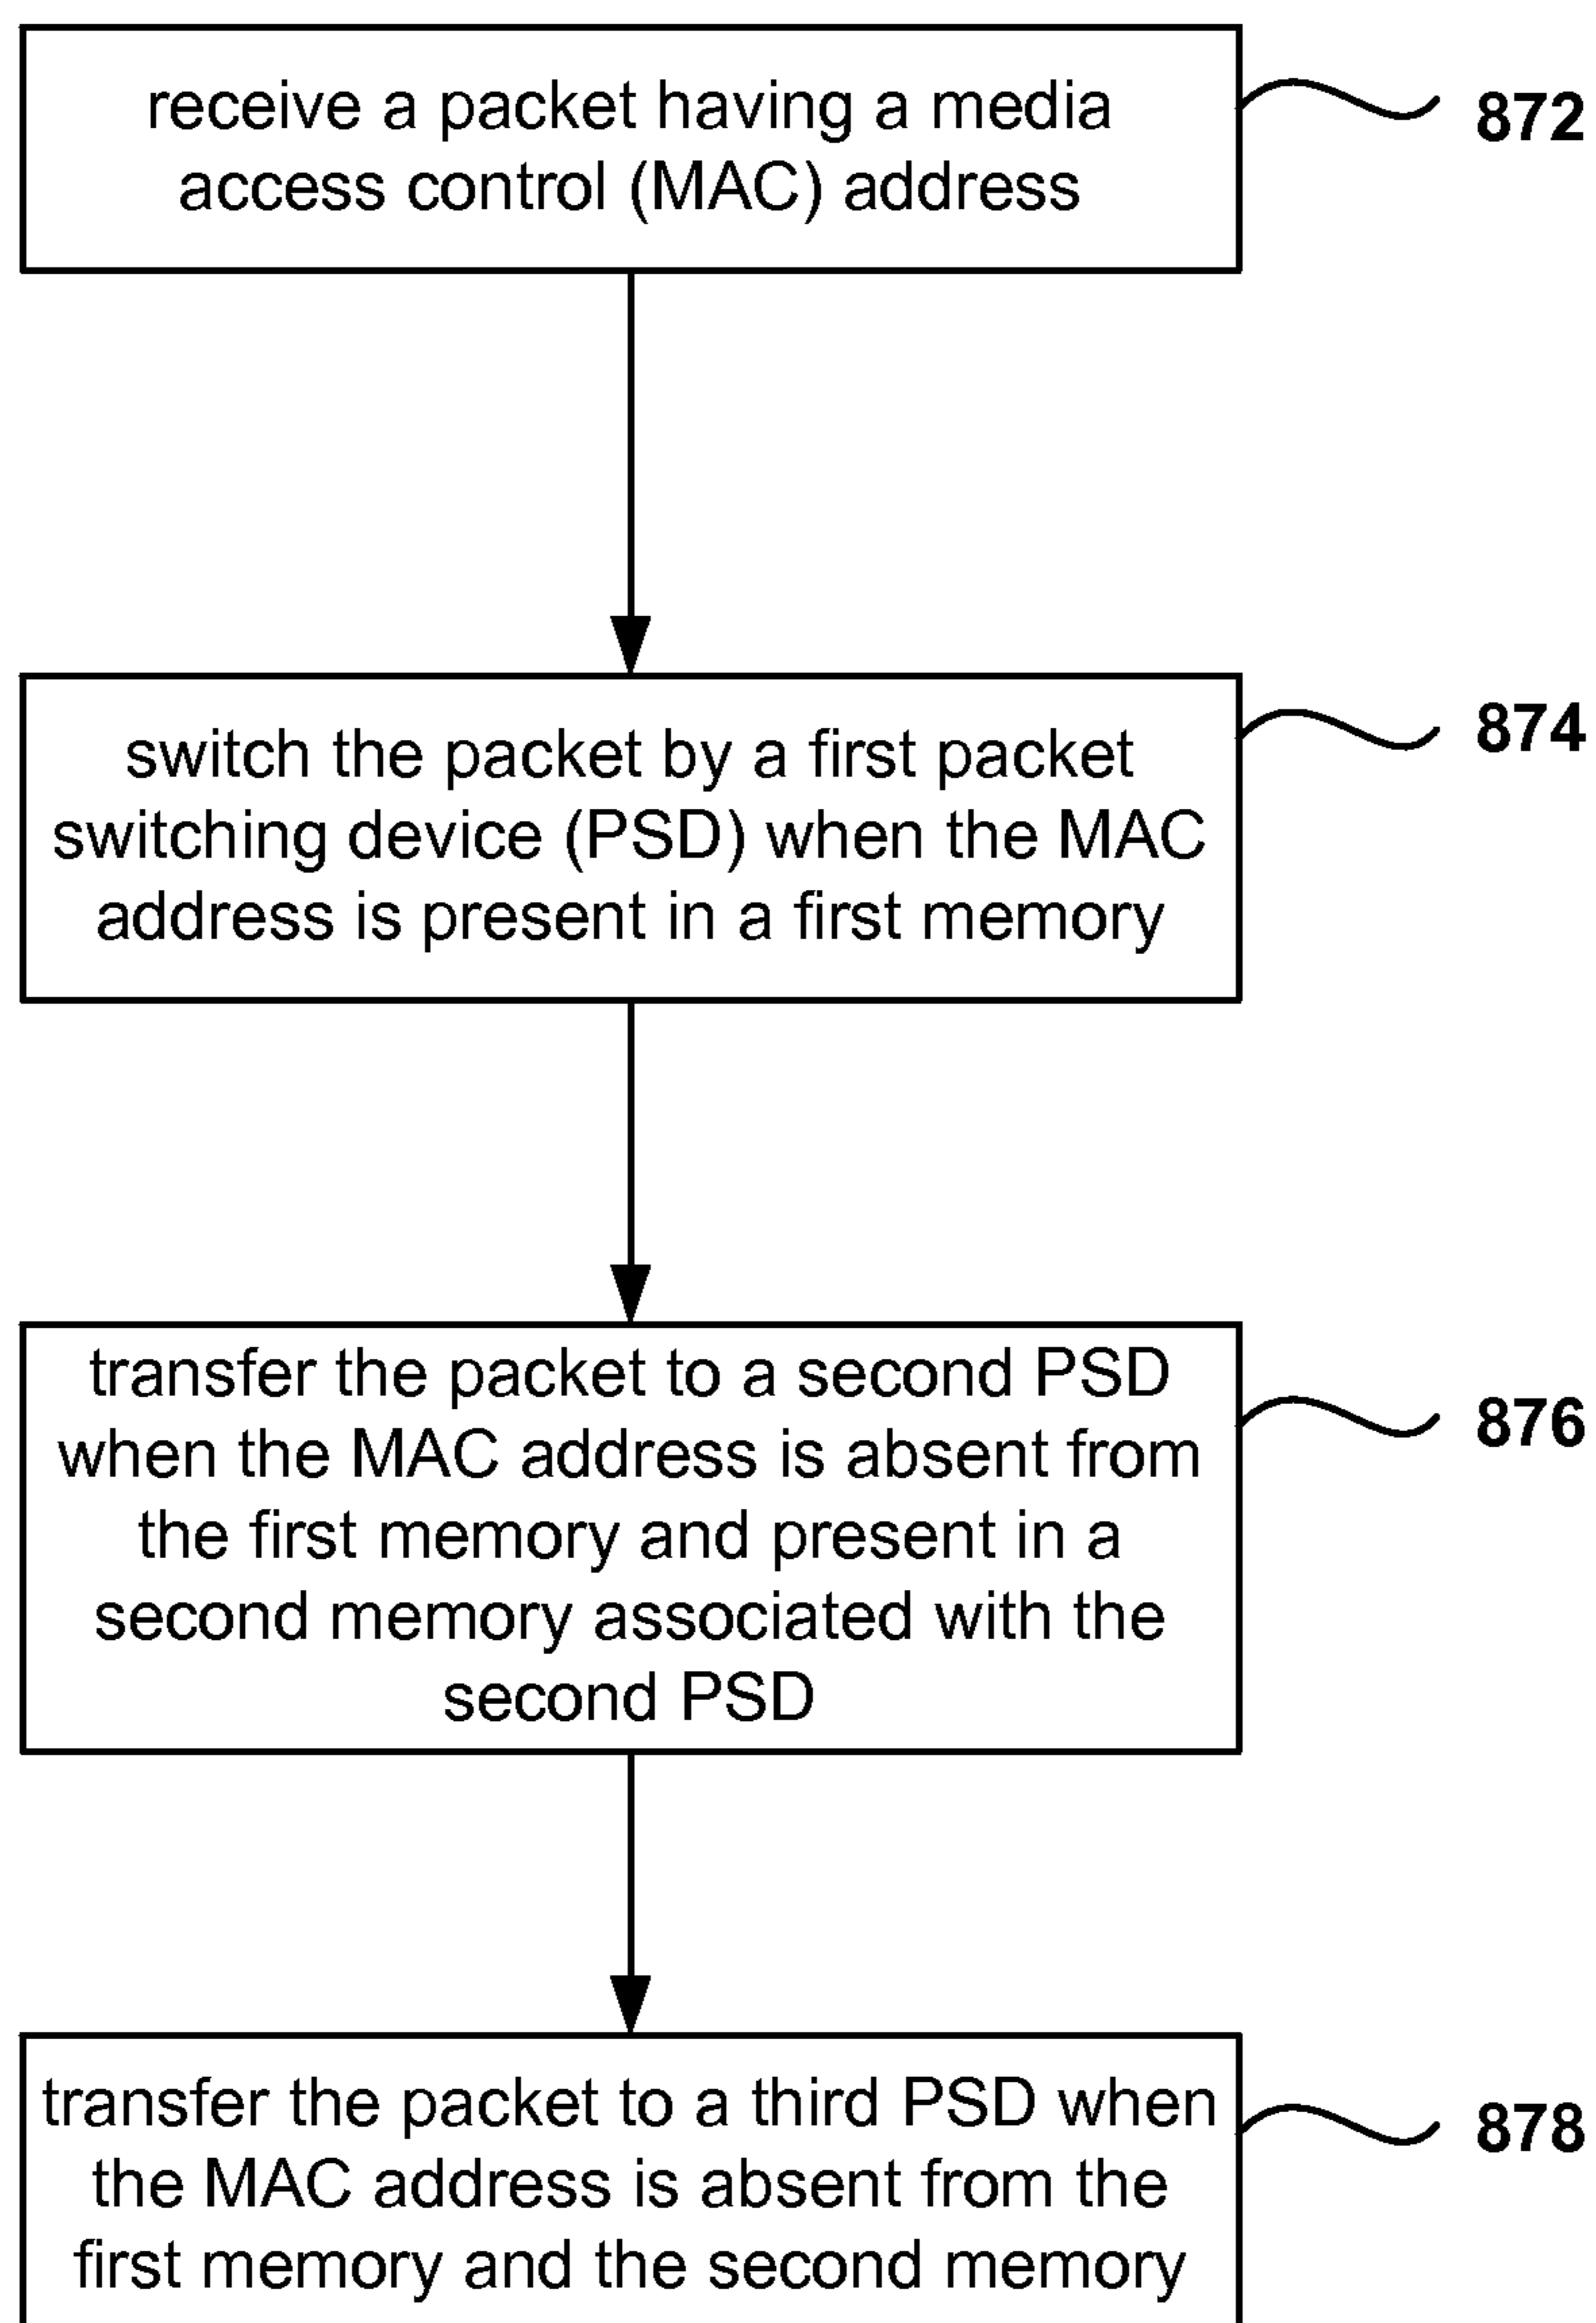 receive a packet having a media
access control (MAC) address
872
switch the packet by a first packet
switching device (PSD) when the MAC
address is present in a first memory
874
transfer the packet to a second PSD
when the MAC address is absent from
the first memory and present in a
second memory associated with the
second PSD
876
transfer the packet to a third PSD when
the MAC address is absent from the
first memory and the second memory
878